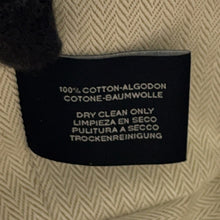 100% COTTON-ALGODON
COTONE-BAUMWOLLE
DRY CLEAN ONLY
LIMPIEZA EN SECO
PULITURA A SECCO
TROCKENREINIGUNG